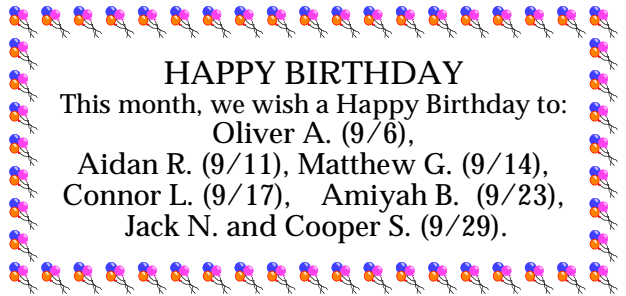 HAPPY BIRTHDAY
This month, we wish a Happy Birthday to:
Oliver A. (9/6),
Aidan R. (9/11), Matthew G. (9/14),
Connor L. (9/17), Amiyah B. (9/23),
Jack N. and Cooper S. (9/29).